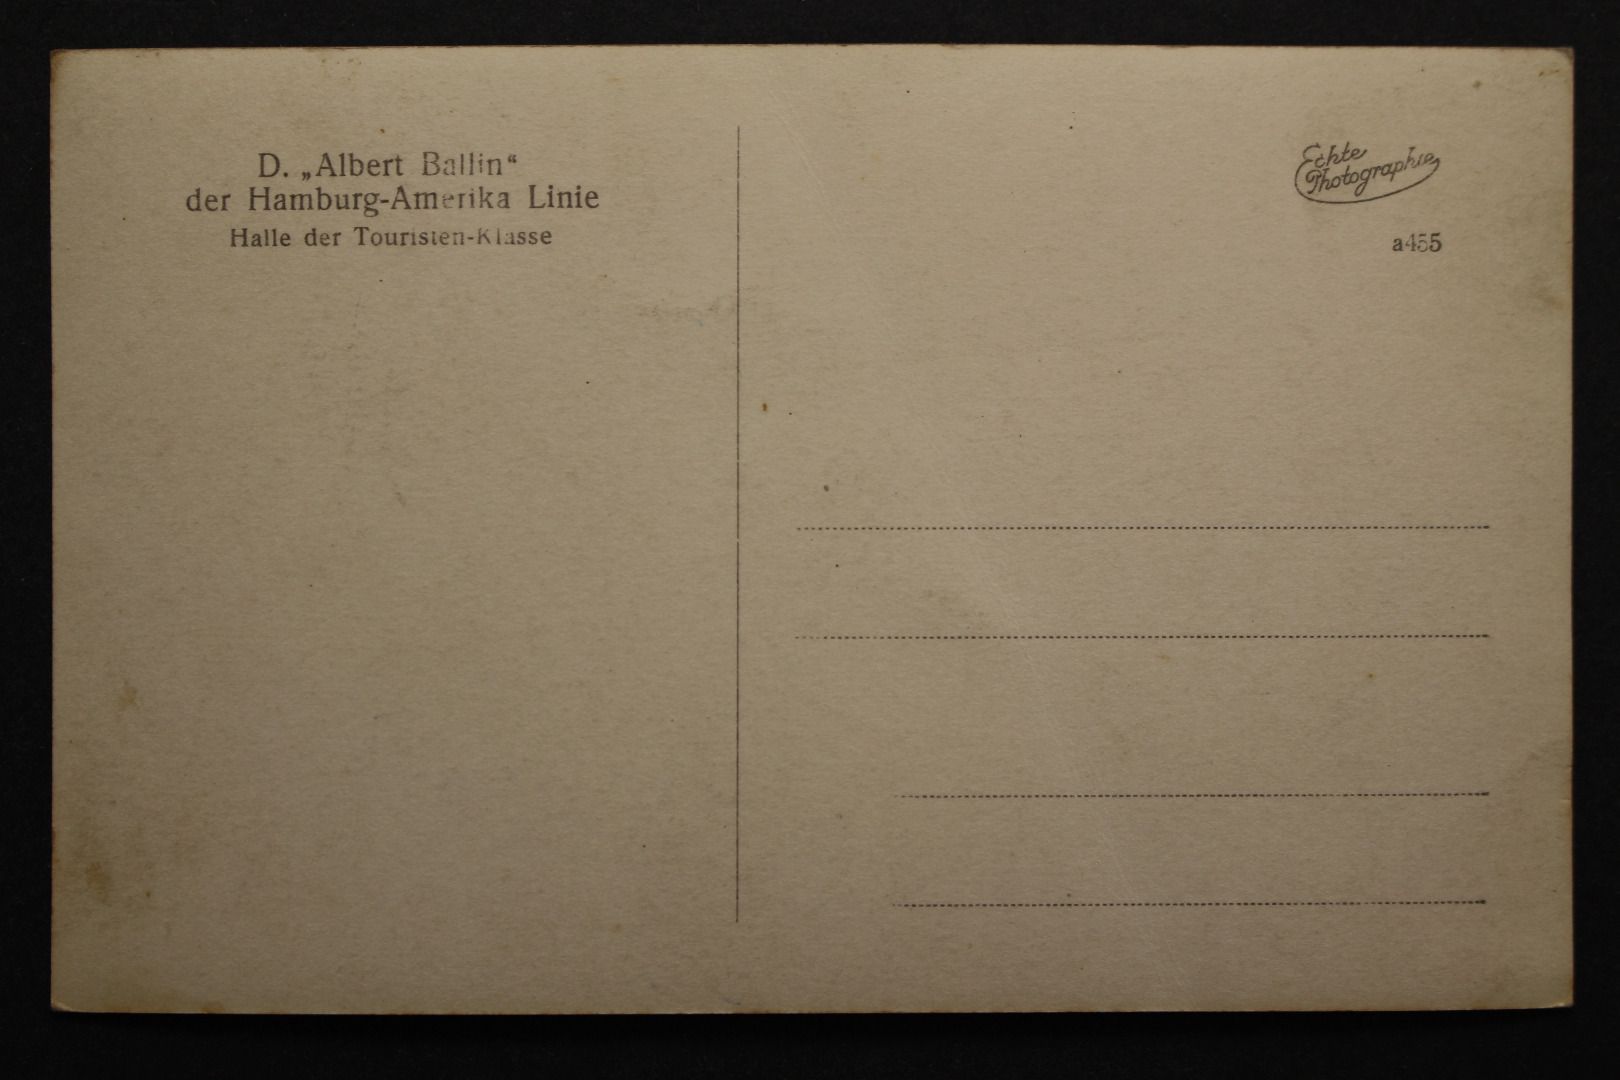 D. „Albert Ballin“
der Hamburg-Amerika Linie
Halle der Touristen-Klasse
Echte
Photographie
a455